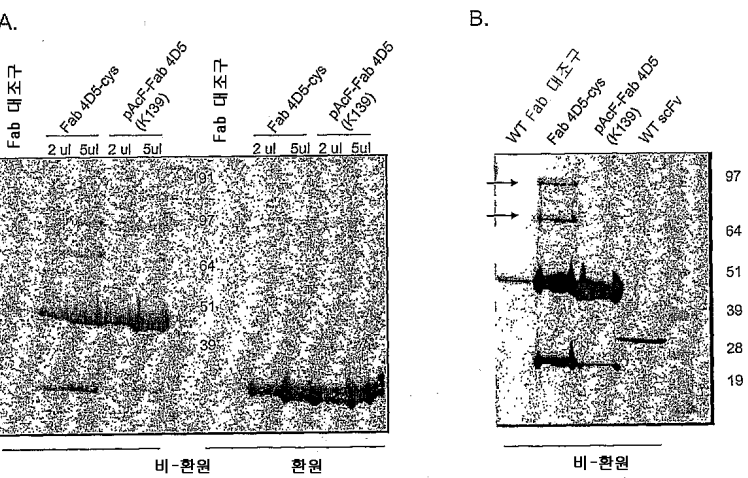 A.
Fab 대조구
Fab 4D5-cys
pAcF-Fab 4D5
(K139)
Fab 대조구
Fab 4D5-cys
pAcF-Fab 4D5
(K139)
2 ul 5ul 2 ul 5ul
2 ul 5ul 2 ul 5ul
191
97
64
51
39
비-환원
환원
B.
WT Fab 대조구
Fab 4D5-cys
pAcF-Fab 4D5
(K139)
WT scFv
97
64
51
39
28
19
비-환원